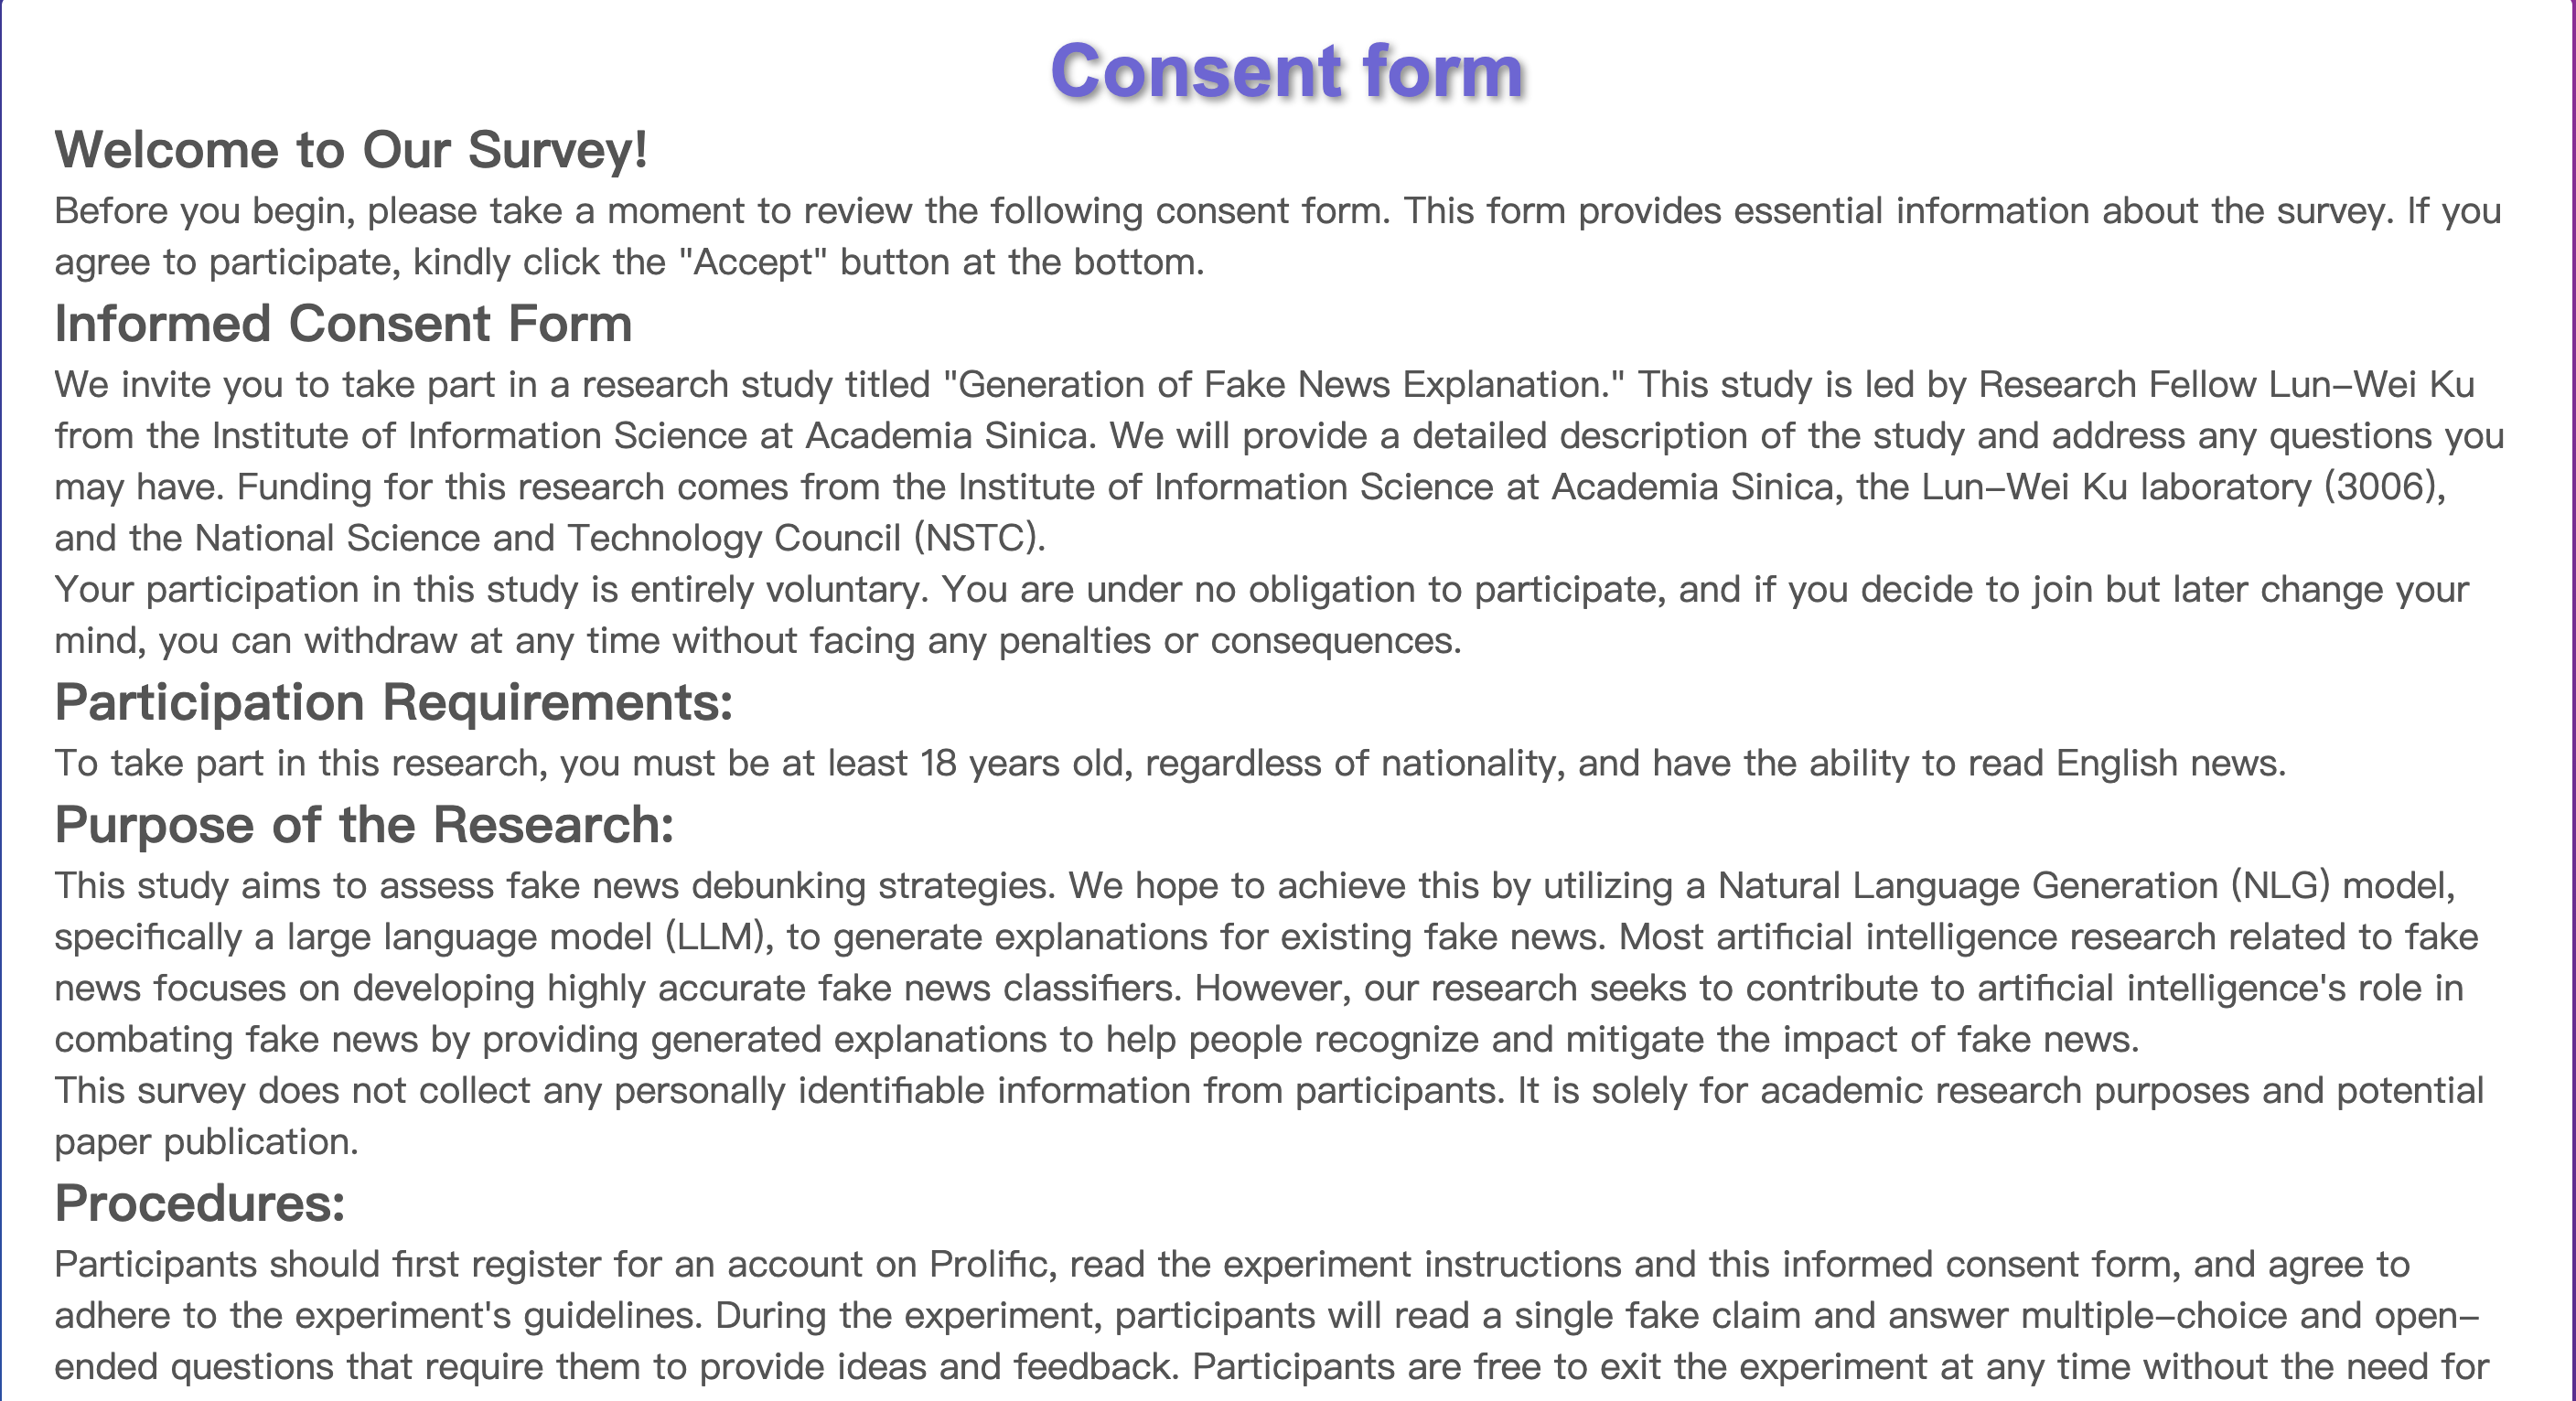 Consent form
Welcome to Our Survey!
Before you begin, please take a moment to review the following consent form. This form provides essential information about the survey. If you
agree to participate, kindly click the "Accept" button at the bottom.
Informed Consent Form
We invite you to take part in a research study titled "Generation of Fake News Explanation." This study is led by Research Fellow Lun-Wei Ku
from the Institute of Information Science at Academia Sinica. We will provide a detailed description of the study and address any questions you
may have. Funding for this research comes from the Institute of Information Science at Academia Sinica, the Lun-Wei Ku laboratory (3006),
and the National Science and Technology Council (NSTC).
Your participation in this study is entirely voluntary. You are under no obligation to participate, and if you decide to join but later change your
mind, you can withdraw at any time without facing any penalties or consequences.
Participation Requirements:
To take part in this research, you must be at least 18 years old, regardless of nationality, and have the ability to read English news.
Purpose of the Research:
This study aims to assess fake news debunking strategies. We hope to achieve this by utilizing a Natural Language Generation (NLG) model,
specifically a large language model (LLM), to generate explanations for existing fake news. Most artificial intelligence research related to fake
news focuses on developing highly accurate fake news classifiers. However, our research seeks to contribute to artificial intelligence's role in
combating fake news by providing generated explanations to help people recognize and mitigate the impact of fake news.
This survey does not collect any personally identifiable information from participants. It is solely for academic research purposes and potential
paper publication.
Procedures:
Participants should first register for an account on Prolific, read the experiment instructions and this informed consent form, and agree to
adhere to the experiment's guidelines. During the experiment, participants will read a single fake claim and answer multiple-choice and open-
ended questions that require them to provide ideas and feedback. Participants are free to exit the experiment at any time without the need for